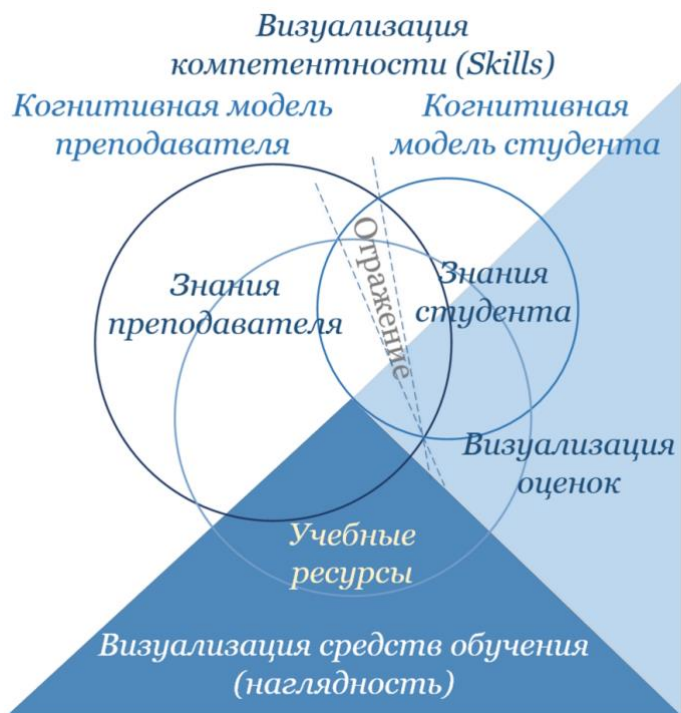 Визуализация
компетентности (Skills)
Когнитивная модель
преподавателя
Когнитивная
модель студента
Отражение
Знания
преподавателя
Знания
студента
Визуализация
оценок
Учебные
ресурсы
Визуализация средств обучения
(наглядность)